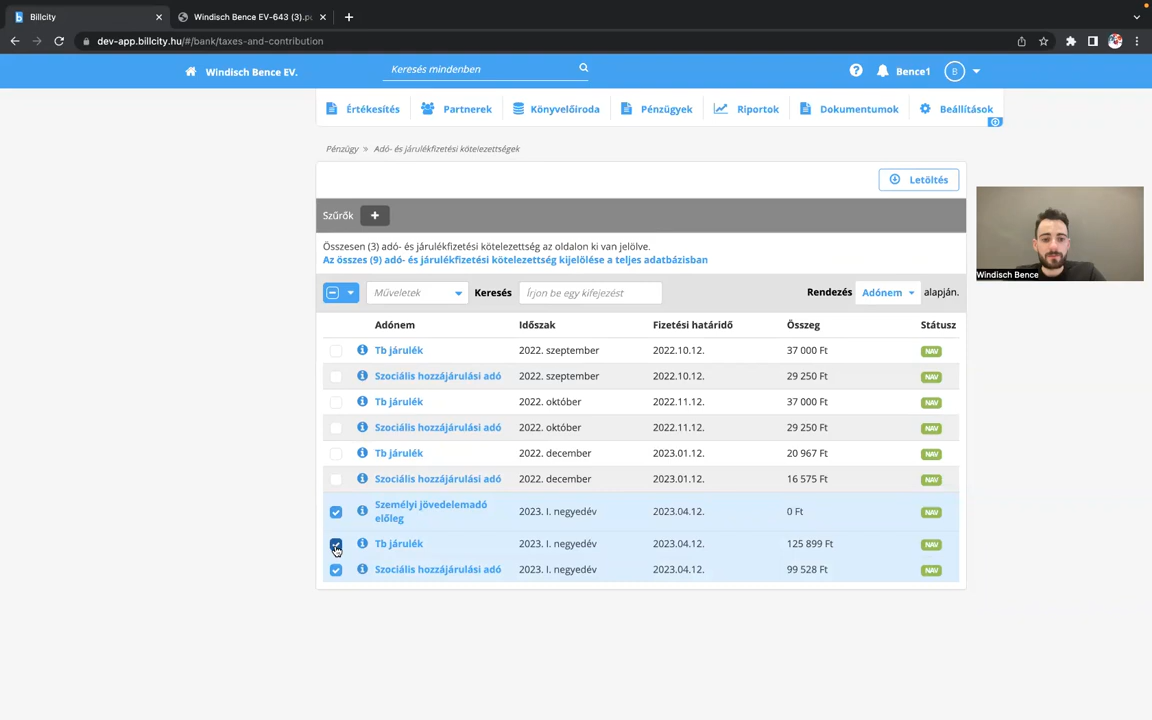 Billcity
Windisch Bence EV-643 (3).pu
dev-app.billcity.hu/#/bank/taxes-and-contribution
Windisch Bence EV.
Keresés mindenben
Bence1
B
Értékesítés
Partnerek
Könyvelőiroda
Pénzügyek
Riportok
Dokumentumok
Beállítások
Pénzügy » Adó- és járulékfizetési kötelezettségek
Letöltés
Szűrők +
Összesen (3) adó- és járulékfizetési kötelezettség az oldalon ki van jelölve.
Az összes (9) adó- és járulékfizetési kötelezettség kijelölése a teljes adatbázisban
Műveletek Keresés Írjon be egy kifejezést Rendezés Adónem alapján.
Adónem Időszak Fizetési határidő Összeg Státusz
Tb járulék 2022. szeptember 2022.10.12. 37 000 Ft NAV
Szociális hozzájárulási adó 2022. szeptember 2022.10.12. 29 250 Ft NAV
Tb járulék 2022. október 2022.11.12. 37 000 Ft NAV
Szociális hozzájárulási adó 2022. október 2022.11.12. 29 250 Ft NAV
Tb járulék 2022. december 2023.01.12. 20 967 Ft NAV
Szociális hozzájárulási adó 2022. december 2023.01.12. 16 575 Ft NAV
Személyi jövedelemadó
előleg 2023. I. negyedév 2023.04.12. 0 Ft NAV
Tb járulék 2023. I. negyedév 2023.04.12. 125 899 Ft NAV
Szociális hozzájárulási adó 2023. I. negyedév 2023.04.12. 99 528 Ft NAV
Windisch Bence